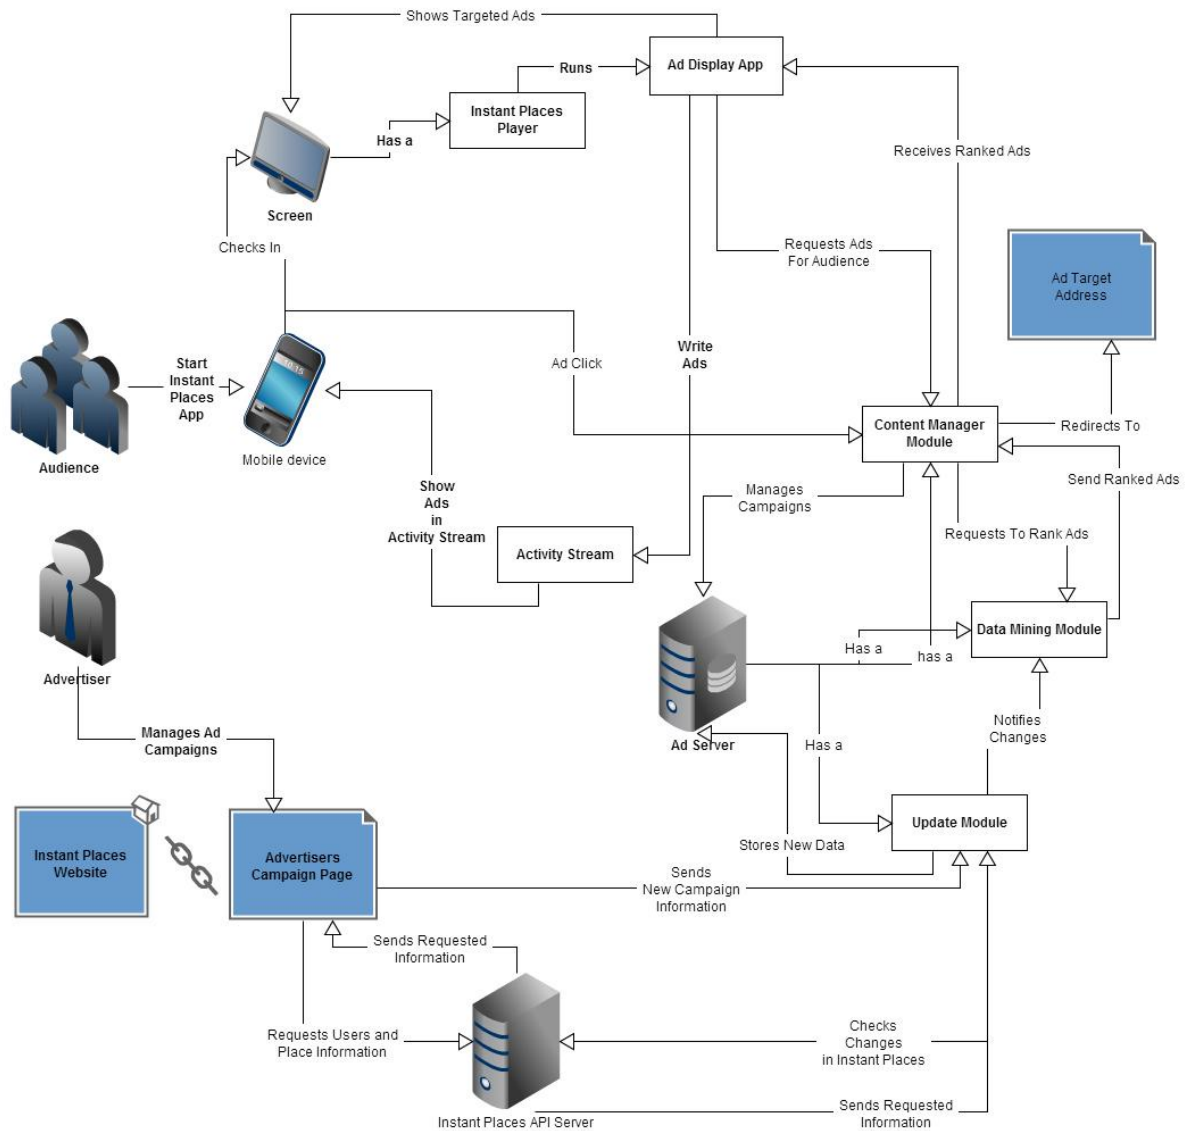 Shows Targeted Ads
Ad Display App
Runs
Instant Places
Player
Has a
Receives Ranked Ads
Screen
Checks In
Requests Ads
For Audience
Ad Target
Address
10:15
Start
Instant
Places
App
Ad Click
Write
Ads
Content Manager
Module
Redirects To
Audience
Mobile device
Show
Ads
in
Activity Stream
Manages
Campaigns
Send Ranked Ads
Requests To Rank Ads
Activity Stream
Data Mining Module
Has a
has a
Advertiser
Notifies
Changes
Manages Ad
Campaigns
Ad Server
Has a
Update Module
Stores New Data
Instant Places
Website
Advertisers
Campaign Page
Sends
New Campaign
Information
Sends Requested
Information
Requests Users and
Place Information
Checks
Changes
in Instant Places
Instant Places API Server
Sends Requested
Information